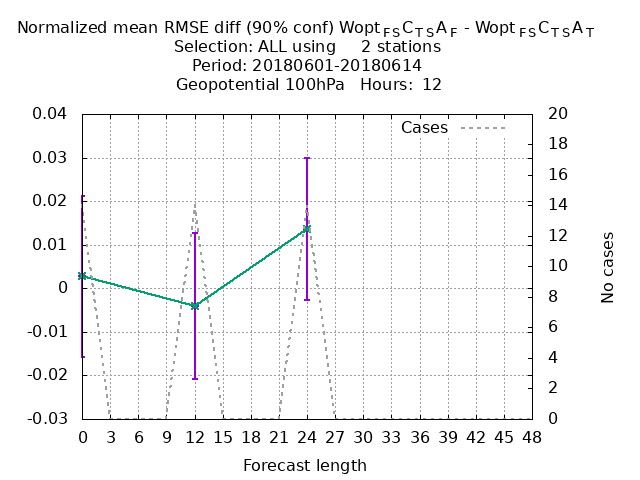 Normalized mean RMSE diff (90% conf) Wopt FS C TS A F - Wopt FS C TS A T
Selection: ALL using 2 stations
Period: 20180601-20180614
Geopotential 100hPa Hours: 12
Cases
0.04
0.03
0.02
0.01
0
-0.01
-0.02
-0.03
20
18
16
14
12
10
8
6
4
2
0
No cases
0 3 6 9 12 15 18 21 24 27 30 33 36 39 42 45 48
Forecast length